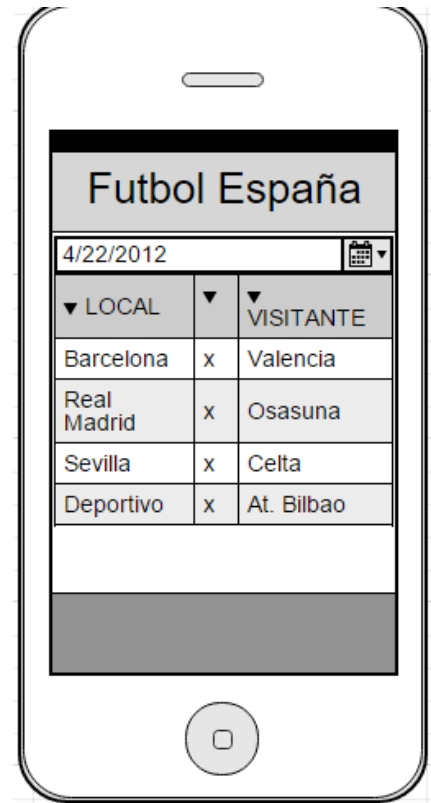 Futbol España
4/22/2012
▼ LOCAL ▼ ▼ VISITANTE
Barcelona x Valencia
Real Madrid x Osasuna
Sevilla x Celta
Deportivo x At. Bilbao